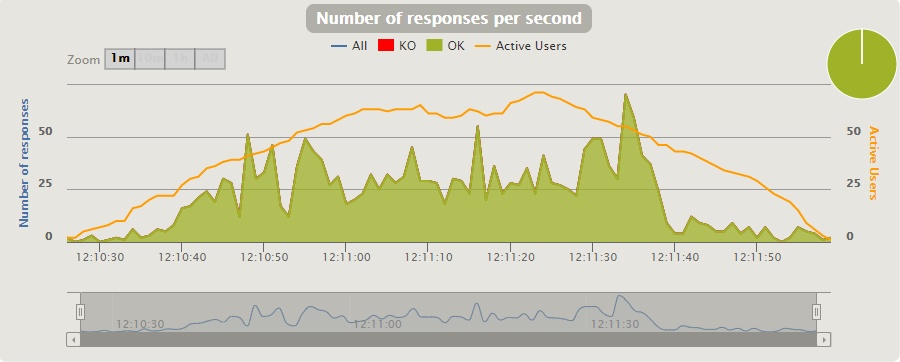 Number of responses per second
All KO OK Active Users
Zoom 1m 10m 1h All
Number of responses
Active Users
50 50
25 25
0 0
12:10:30 12:10:40 12:10:50 12:11:00 12:11:10 12:11:20 12:11:30 12:11:40 12:11:50
12:10:30 12:11:00 12:11:30